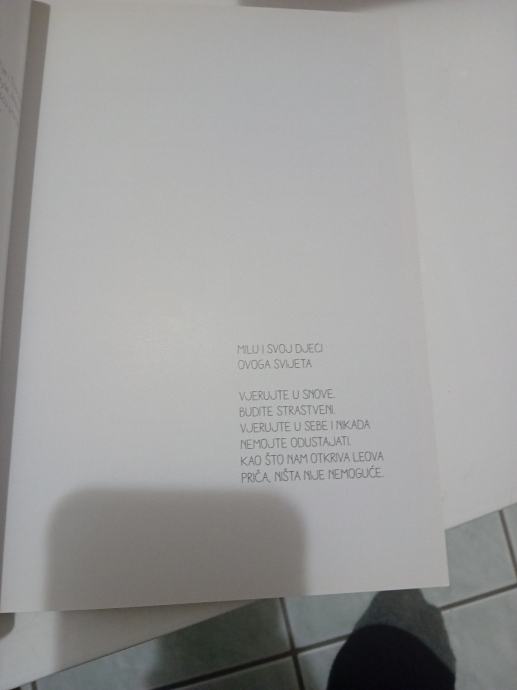 MILU I SVOJ DJECI
OVOGA SVIJETA
VJERUJTE U SNOVE.
BUDITE STRASTVENI.
VJERUJTE U SEBE I NIKADA
NEMOJTE ODUSTAJATI.
KAO ŠTO NAM OTKRIVA LEOVA
PRIČA, NIŠTA NIJE NEMOGUĆE.